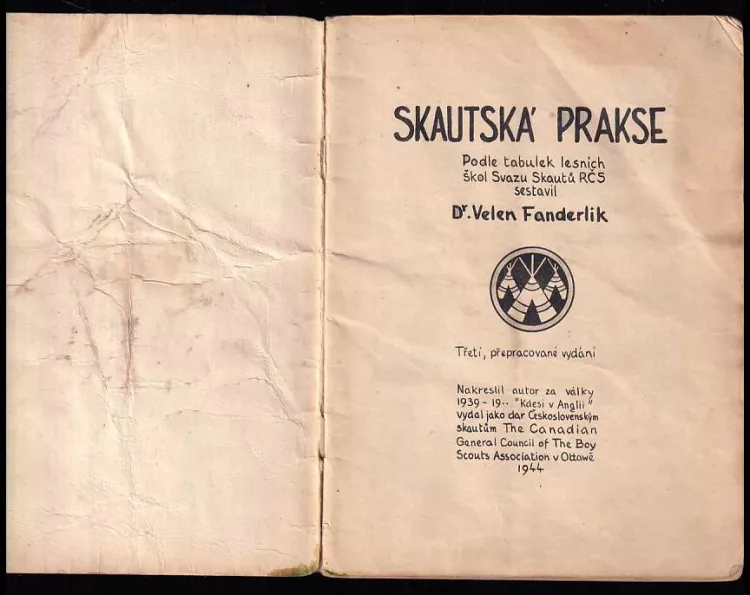 SKAUTSKÁ PRAKSE
Podle tabulek lesních
škol Svazu Skautů RČS
sestavil
Dr. Velen Fanderlik
Třetí, přepracované vydání
Nakreslil autor za války
1939-19·· "Kdesi v Anglii"
vydal jako dar Československým
skautům The Canadian
General Council of The Boy
Scouts Association v Ottawě
1944